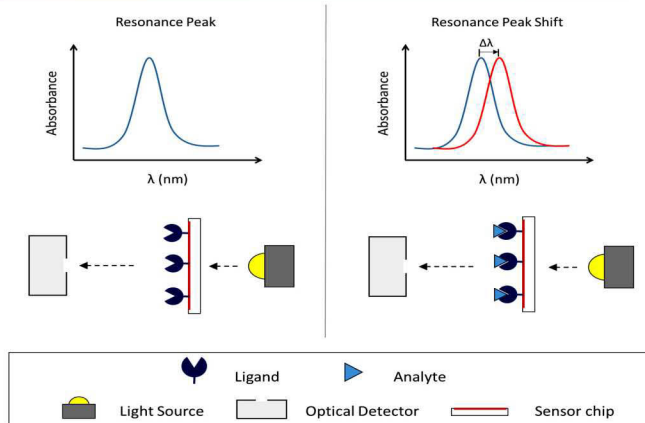 Resonance Peak
Absorbance
λ (nm)
Resonance Peak Shift
Δλ
Absorbance
λ (nm)
Ligand
Analyte
Light Source
Optical Detector
Sensor chip